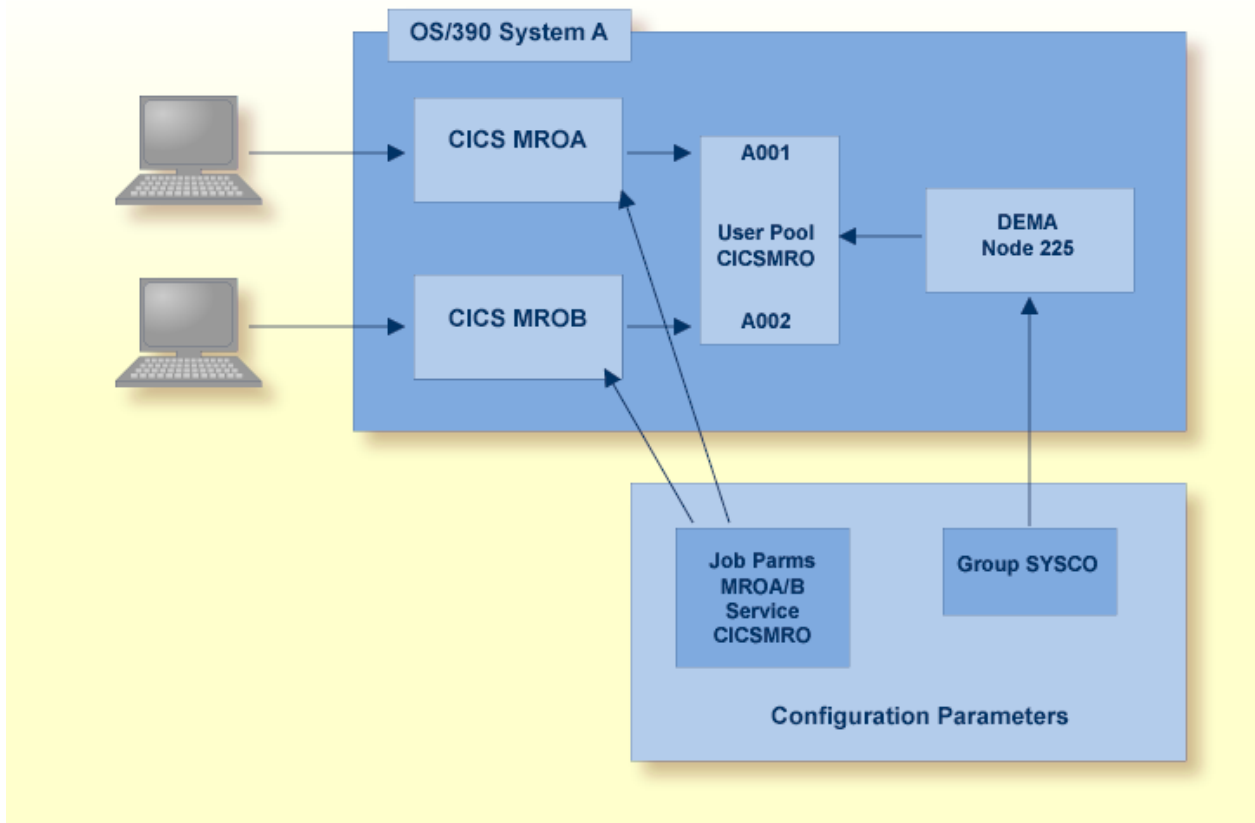 OS/390 System A
CICS MROA
A001
User Pool
CICSMRO
A002
DEMA
Node 225
CICS MROB
Job Parms
MROA/B
Service
CICSMRO
Group SYSCO
Configuration Parameters